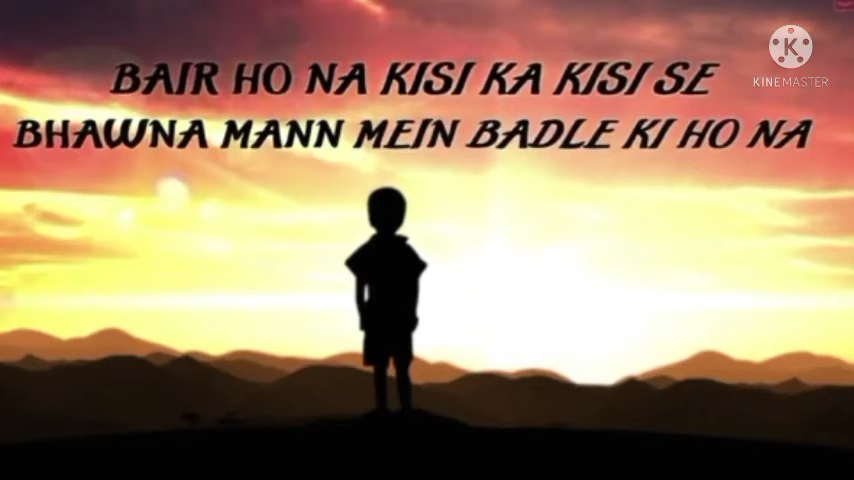 BAIR HO NA KISI KA KISI SE
BHAWNA MANN MEIN BADLE KI HO NA
K
KINEMASTER